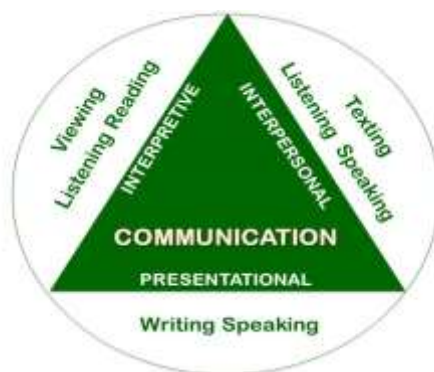 Viewing
Listening Reading
INTERPRETIVE
Texting
Listening Speaking
INTERPERSONAL
COMMUNICATION
PRESENTATIONAL
Writing Speaking